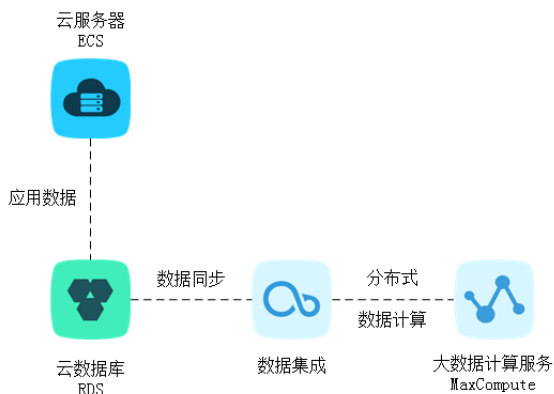 云服务器
ECS
应用数据
数据同步
分布式
数据计算
云数据库
RDS
数据集成
大数据计算服务
MaxCompute